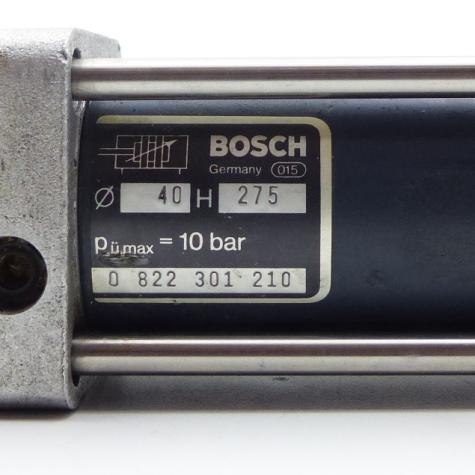 BOSCH
Germany 015
Ø 40 H 275
pü,max = 10 bar
0 822 301 210